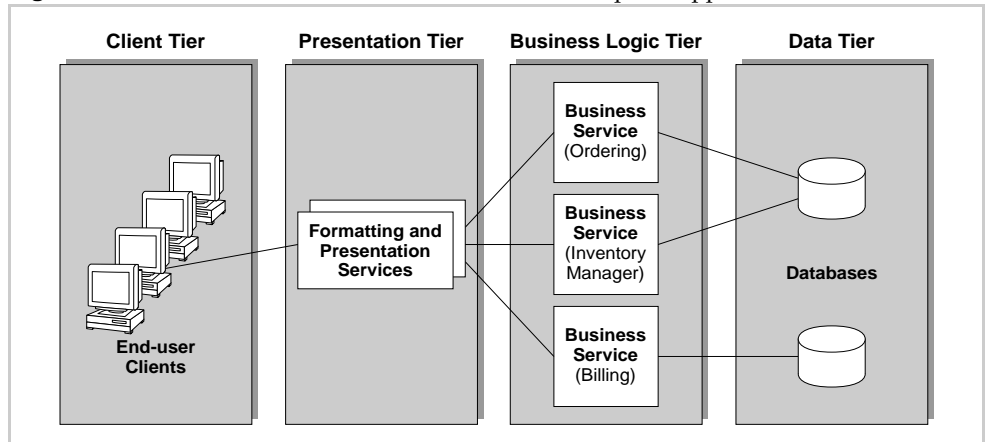 Client Tier
Presentation Tier
Business Logic Tier
Data Tier
End-user
Clients
Formatting and
Presentation
Services
Business
Service
(Ordering)
Business
Service
(Inventory
Manager)
Business
Service
(Billing)
Databases